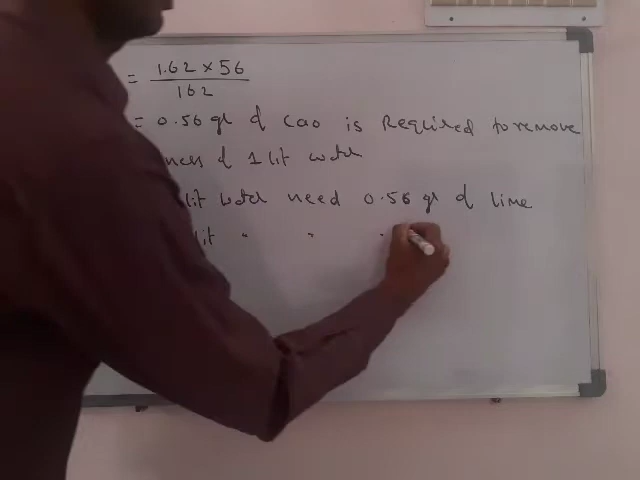 = 1.62 × 56
162
= 0.56 gr of CaO is Required to remove
ness of 1 lit water
lit water need 0.56 gr of lime
lit " " .